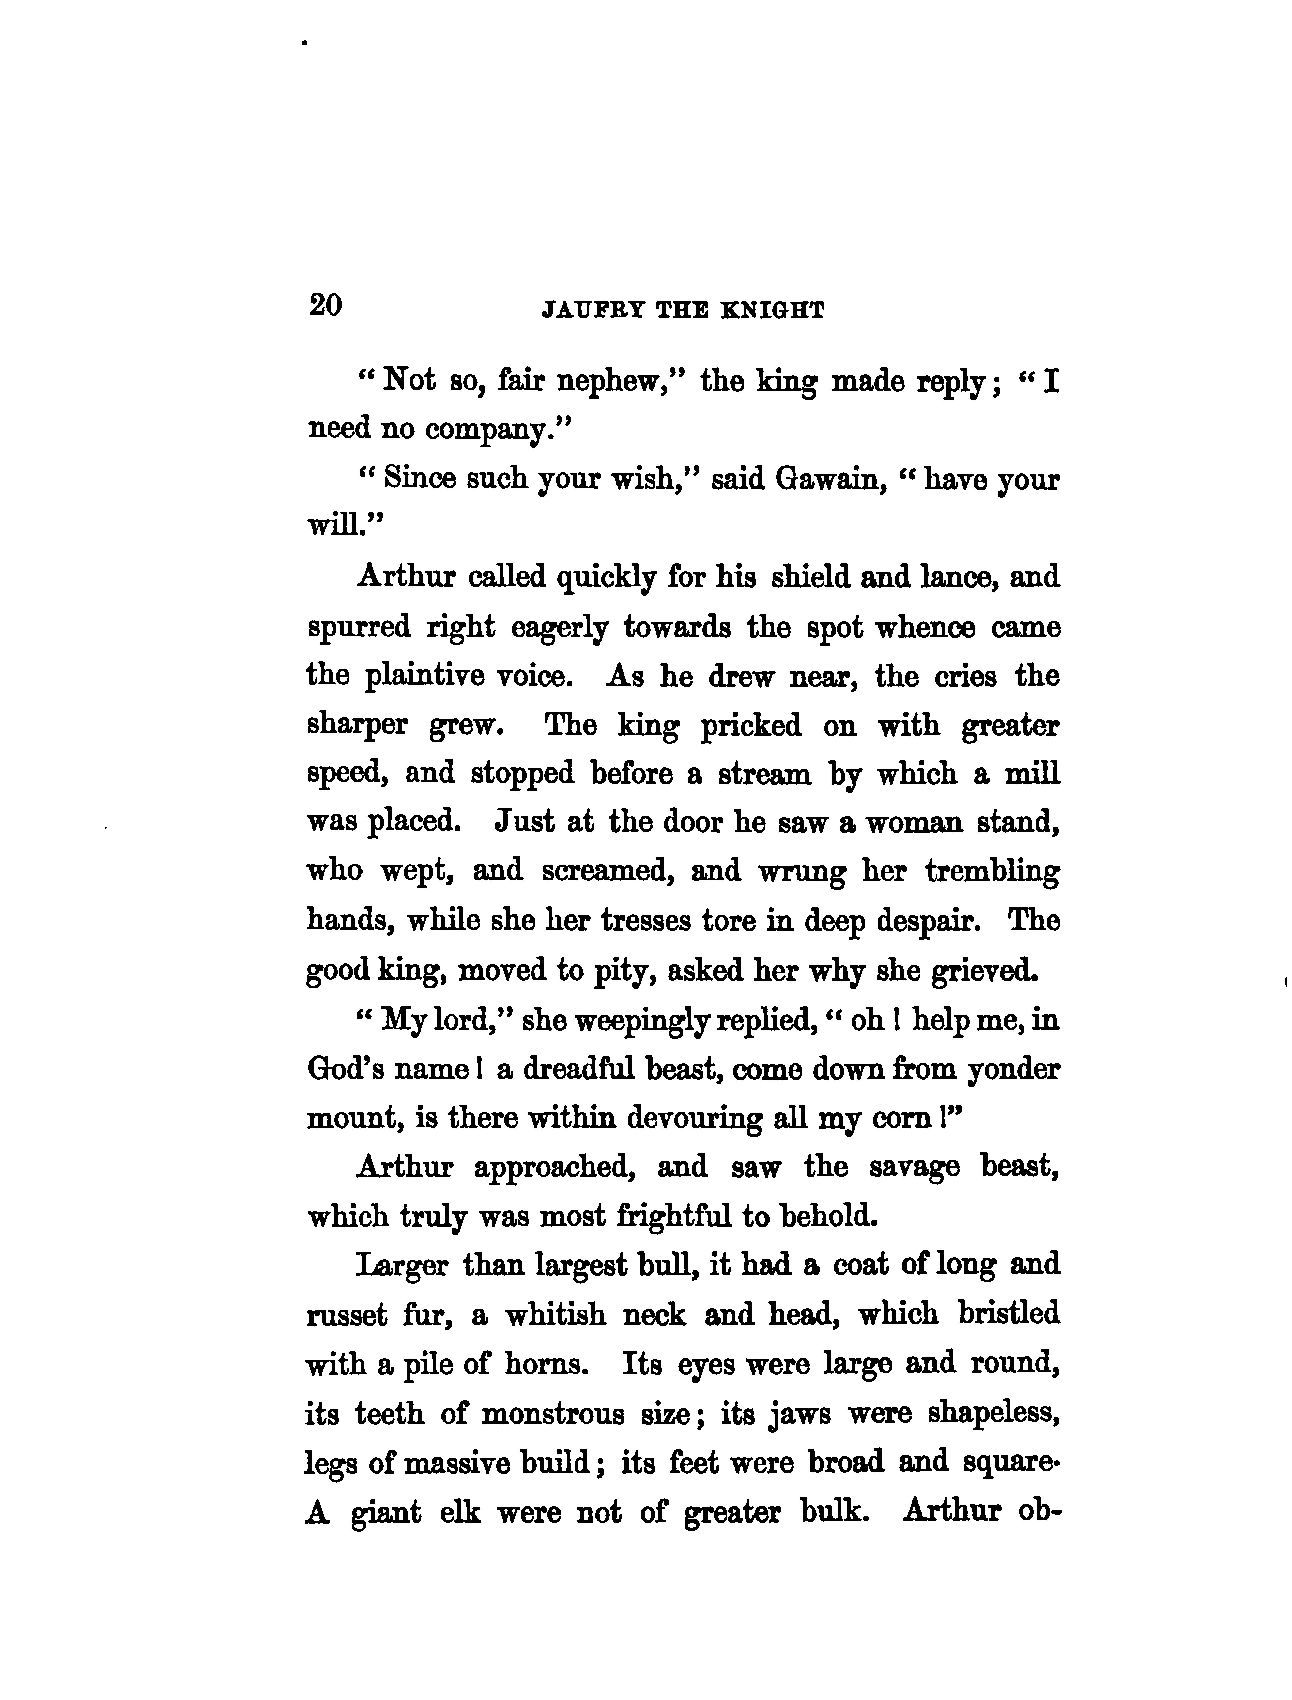 20 JAUFRY THE KNIGHT
“ Not so, fair nephew,” the king made reply; “ I
need no company.”
“ Since such your wish,” said Gawain, “ have your
will.”
Arthur called quickly for his shield and lance, and
spurred right eagerly towards the spot whence came
the plaintive voice. As he drew near, the cries the
sharper grew. The king pricked on with greater
speed, and stopped before a stream by which a mill
was placed. Just at the door he saw a woman stand,
who wept, and screamed, and wrung her trembling
hands, while she her tresses tore in deep despair. The
good king, moved to pity, asked her why she grieved.
“ My lord,” she weepingly replied, “ oh ! help me, in
God’s name ! a dreadful beast, come down from yonder
mount, is there within devouring all my corn !”
Arthur approached, and saw the savage beast,
which truly was most frightful to behold.
Larger than largest bull, it had a coat of long and
russet fur, a whitish neck and head, which bristled
with a pile of horns. Its eyes were large and round,
its teeth of monstrous size; its jaws were shapeless,
legs of massive build; its feet were broad and square.
A giant elk were not of greater bulk. Arthur ob-